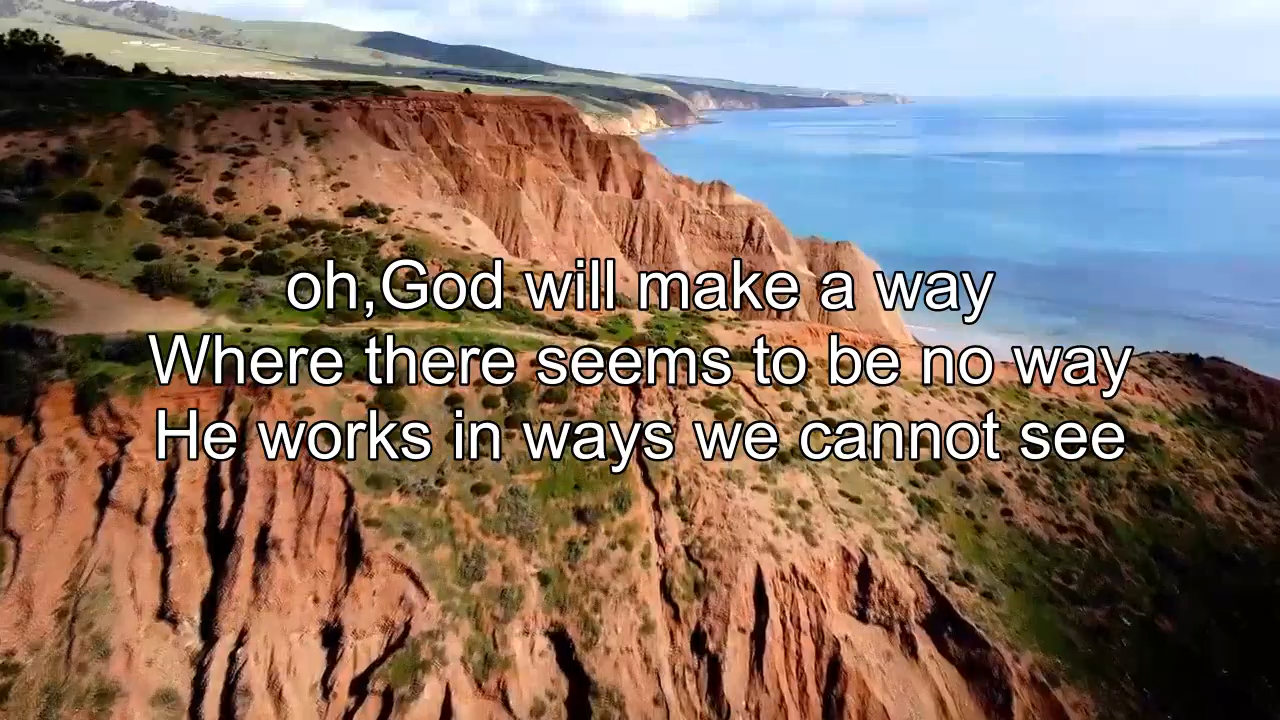 oh,God will make a way
Where there seems to be no way
He works in ways we cannot see